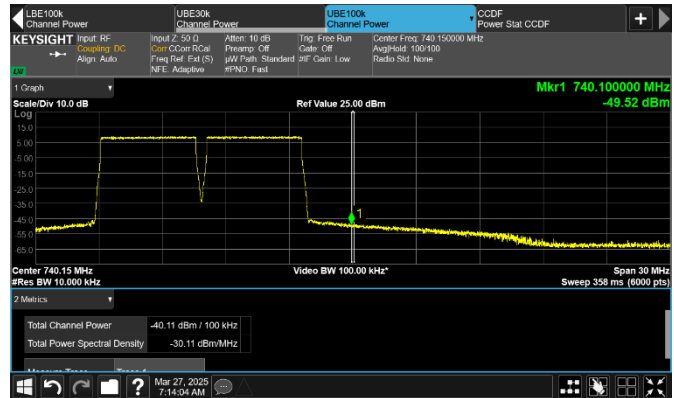 LBE100k
Channel Power
UBE30k
Channel Power
UBE100k
Channel Power
CCDF
Power Stat CCDF
KEYSIGHT
Input: RF
Coupling: DC
Align: Auto
Input Z: 50 Ω
Corr CCorr RCal
Freq Ref: Ext (S)
NFE: Adaptive
Atten: 10 dB
Preamp: Off
µW Path: Standard
#PNO: Fast
Trig: Free Run
Gate: Off
#IF Gain: Low
Center Freq: 740.150000 MHz
Avg|Hold: 100/100
Radio Std: None
LXI
1 Graph
Mkr1 740.100000 MHz
-49.52 dBm
Scale/Div 10.0 dB
Ref Value 25.00 dBm
Log
15.0
5.00
-5.00
-15.0
-25.0
-35.0
-45.0
-55.0
-65.0
1
Center 740.15 MHz
#Res BW 10.000 kHz
Video BW 100.00 kHz*
Span 30 MHz
Sweep 358 ms (6000 pts)
2 Metrics
Total Channel Power -40.11 dBm / 100 kHz
Total Power Spectral Density -30.11 dBm/MHz
Mar 27, 2025
7:14:04 AM